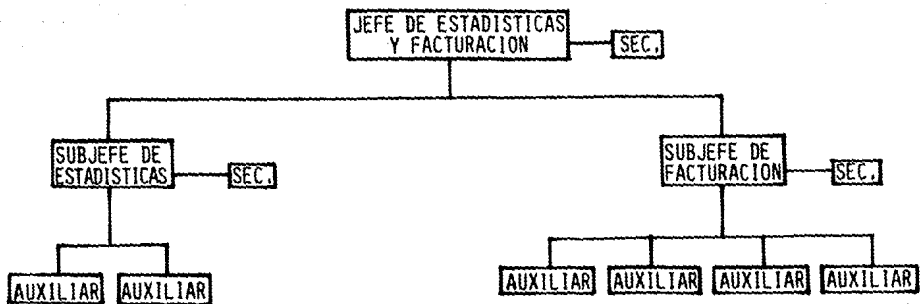 JEFE DE ESTADISTICAS
Y FACTURACION
SEC.
SUBJEFE DE
ESTADISTICAS
SEC.
SUBJEFE DE
FACTURACION
SEC.
AUXILIAR
AUXILIAR
AUXILIAR
AUXILIAR
AUXILIAR
AUXILIAR